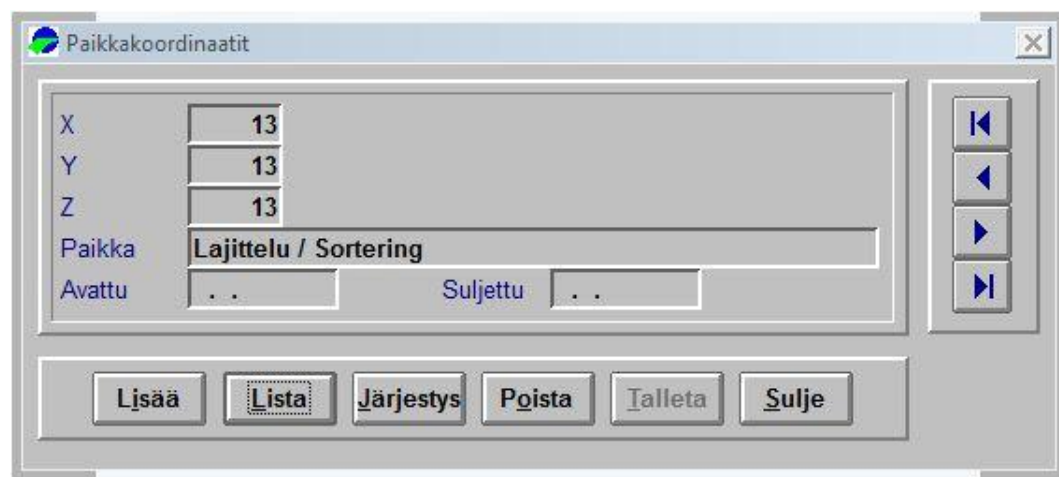 Paikkakoordinaatit
X 13
Y 13
Z 13
Paikka Lajittelu / Sortering
Avattu . . Suljettu . .
Lisää Lista Järjestys Poista Talleta Sulje